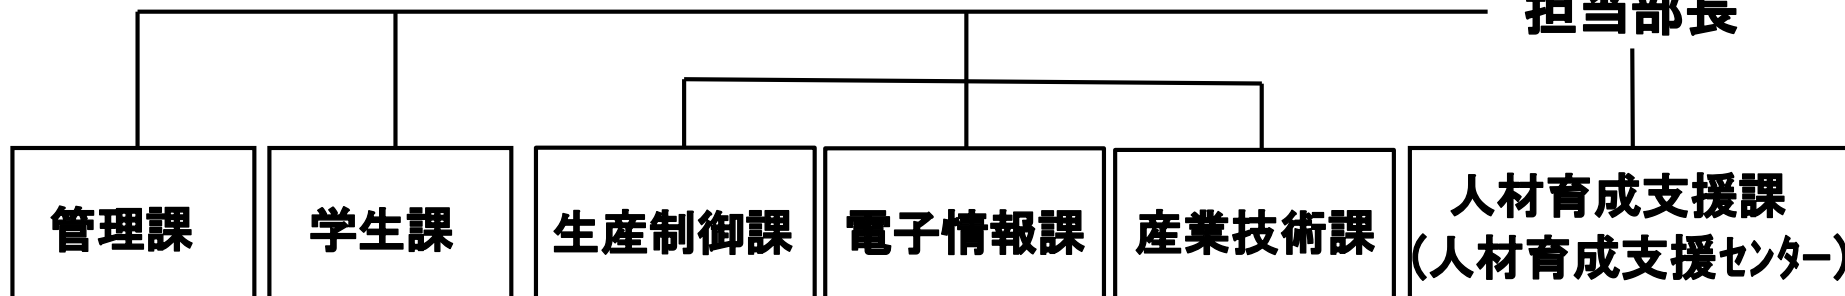 担当部長
管理課
学生課
生産制御課
電子情報課
産業技術課
人材育成支援課
(人材育成支援ｾﾝﾀｰ)